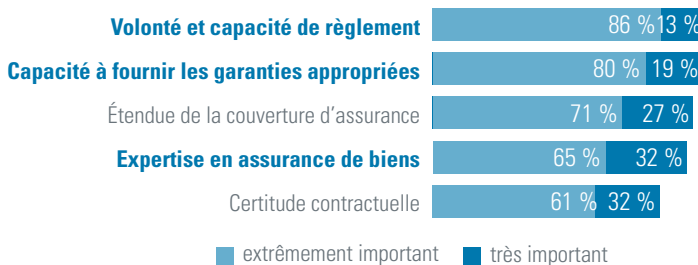 Volonté et capacité de règlement 86 % 13 %
Capacité à fournir les garanties appropriées 80 % 19 %
Étendue de la couverture d’assurance 71 % 27 %
Expertise en assurance de biens 65 % 32 %
Certitude contractuelle 61 % 32 %
extrêmement important très important